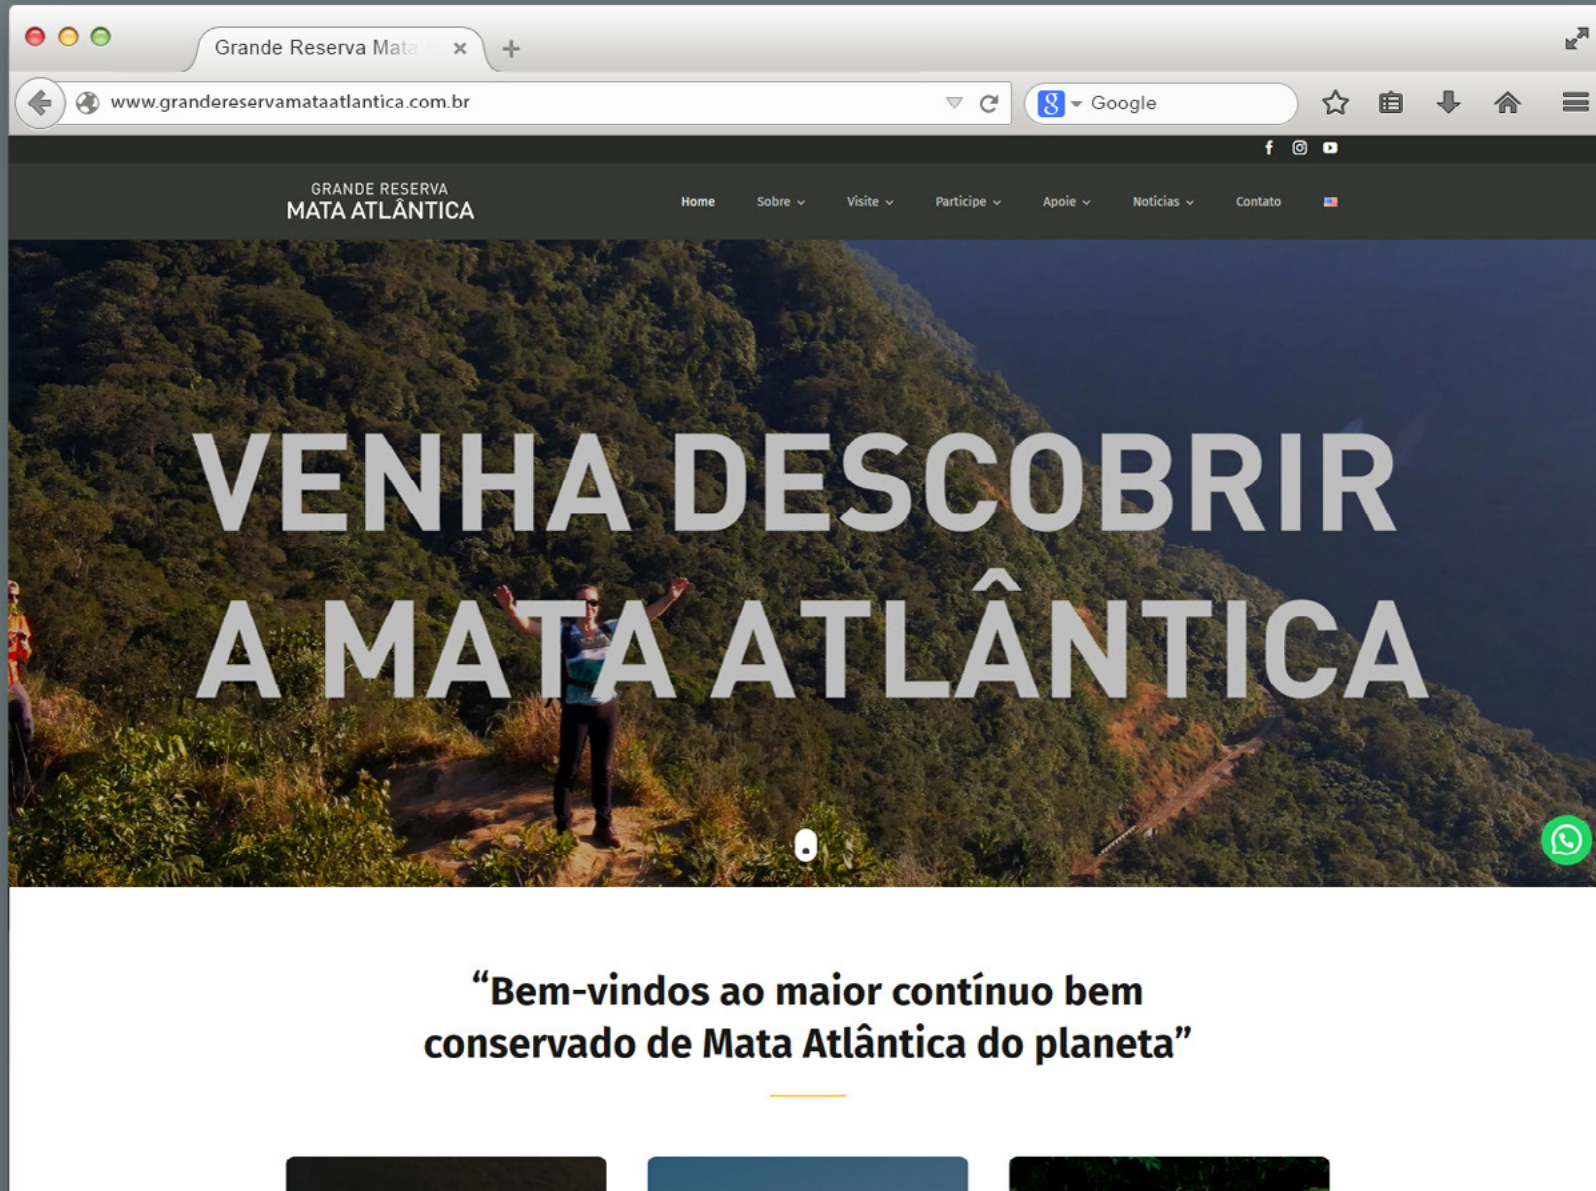 Grande Reserva Mata
www.grandereservamataatlantica.com.br
Google
GRANDE RESERVA
MATA ATLÂNTICA
Home Sobre Visite Participe Apoie Notícias Contato
VENHA DESCOBRIR
A MATA ATLÂNTICA
“Bem-vindos ao maior contínuo bem
conservado de Mata Atlântica do planeta”